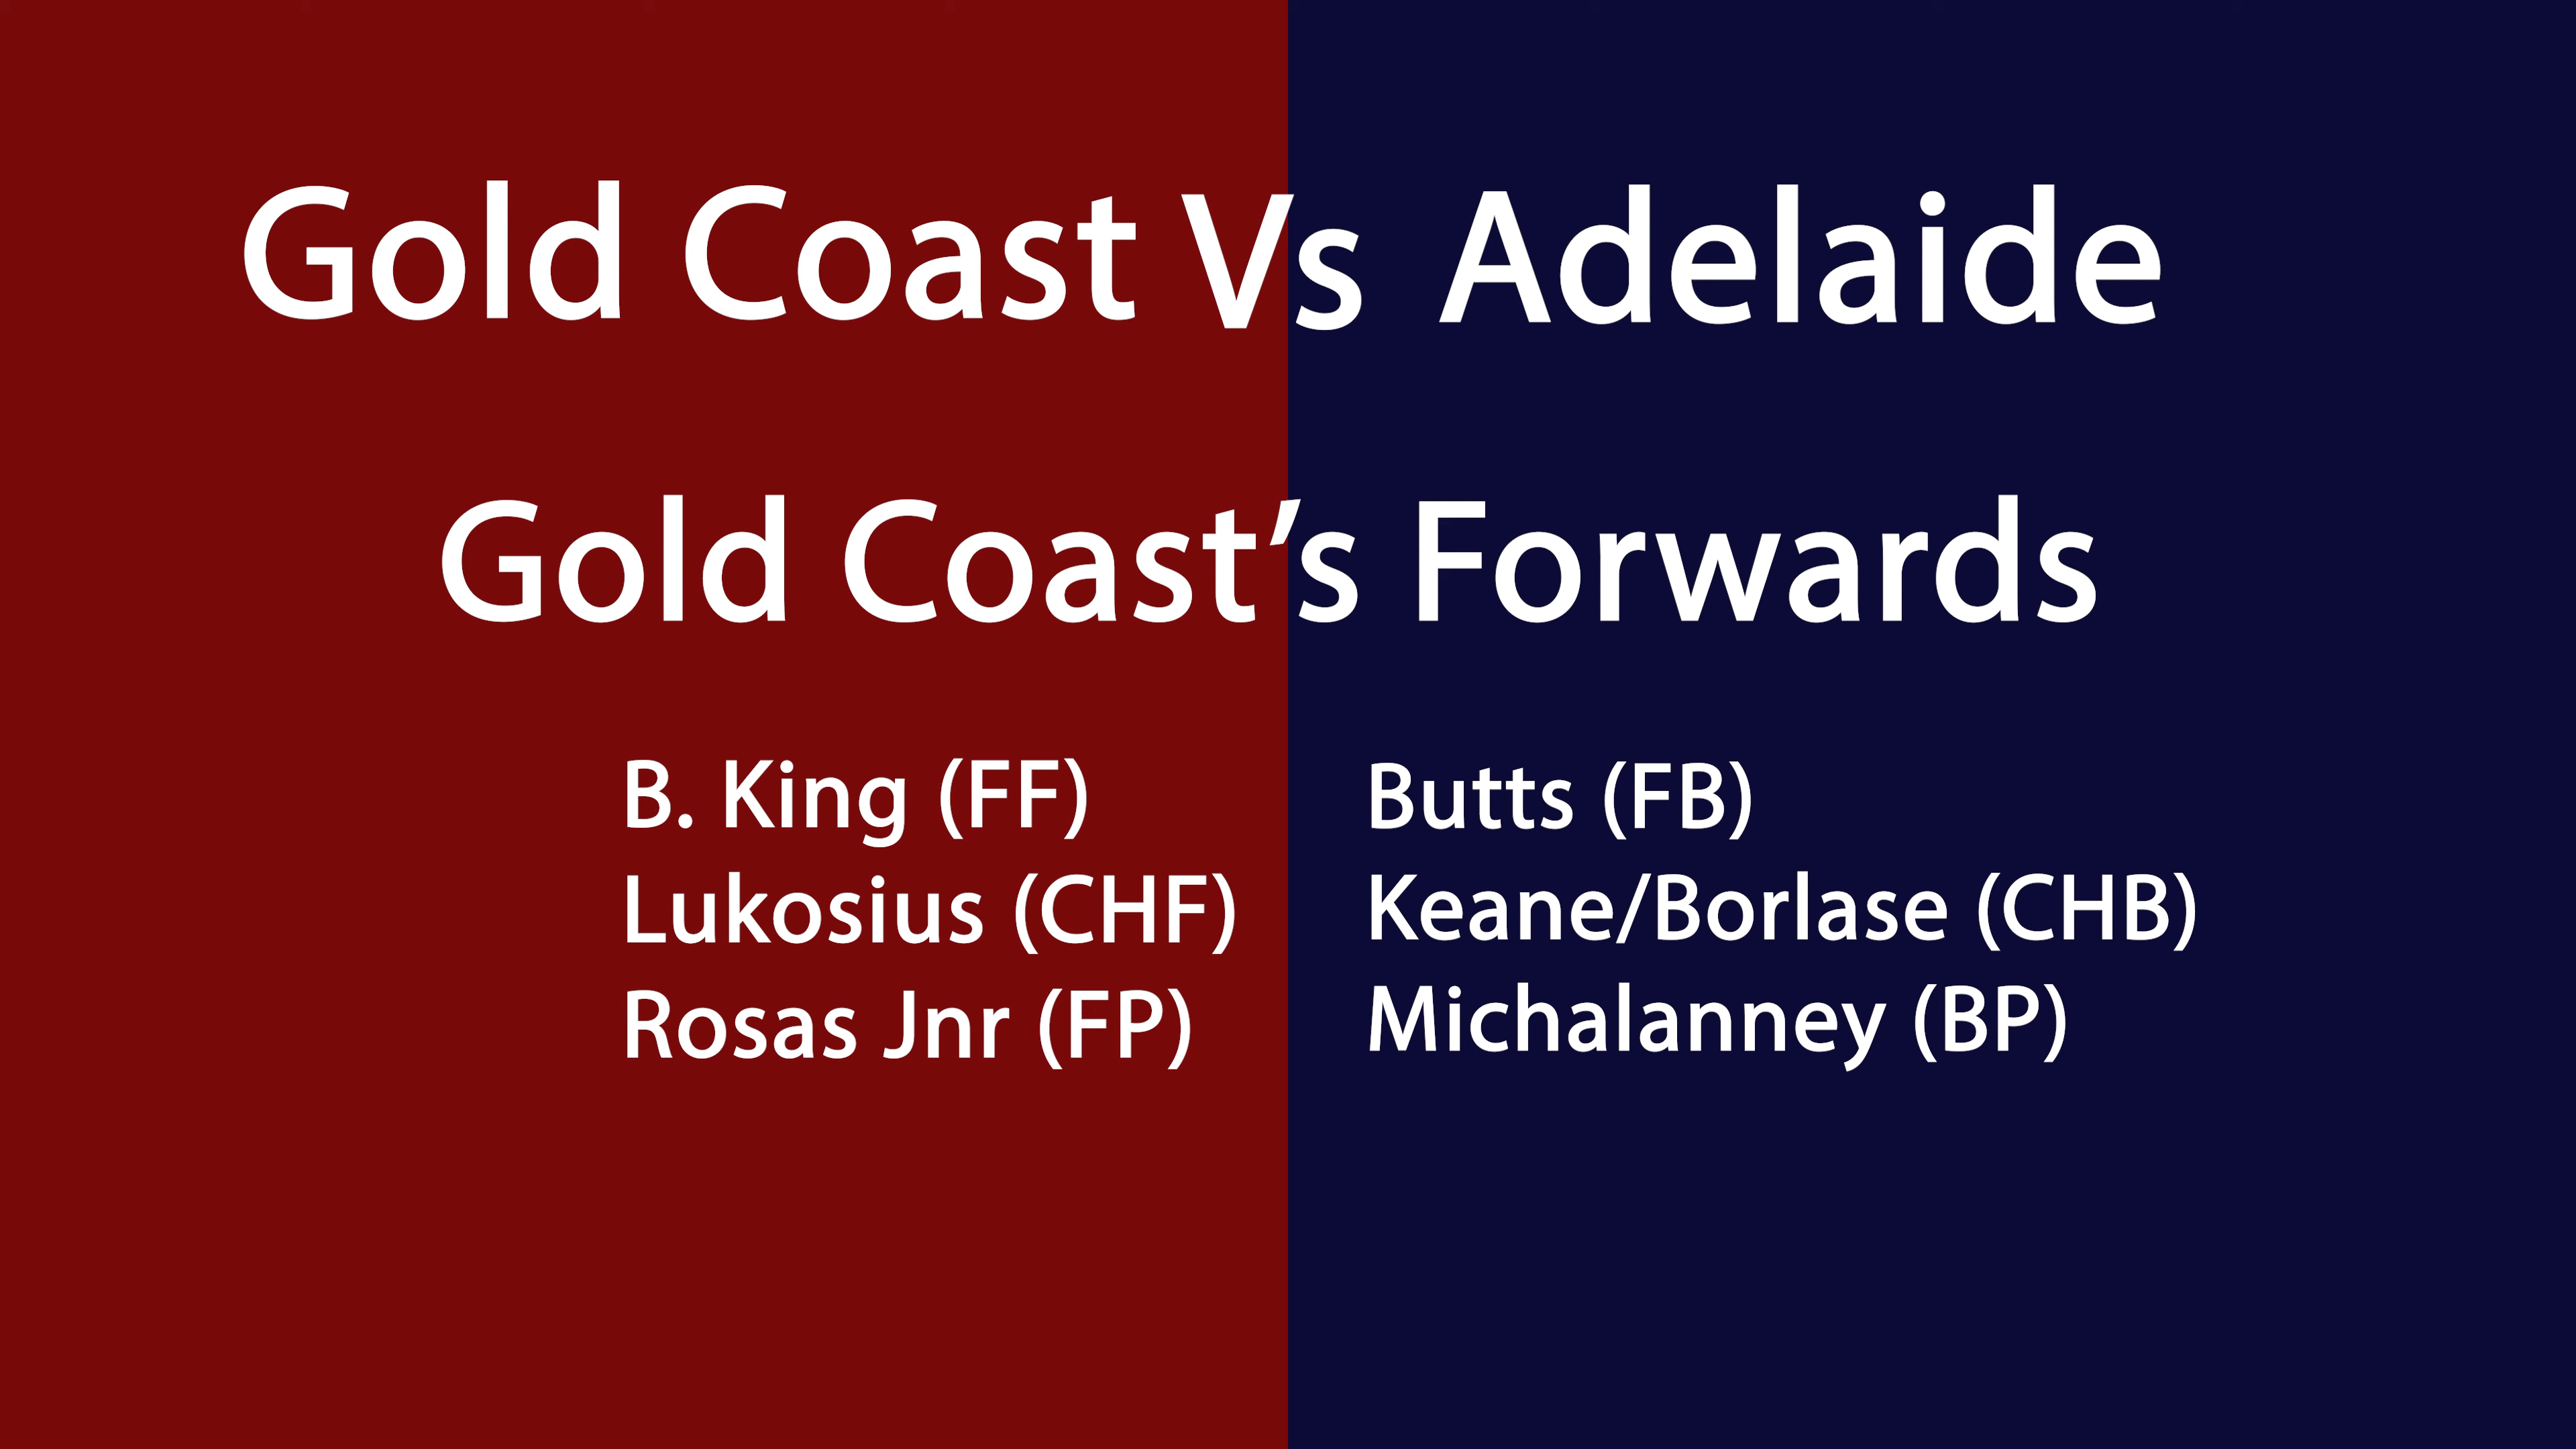 Gold Coast Vs Adelaide
Gold Coast’s Forwards
B. King (FF) Butts (FB)
Lukosius (CHF) Keane/Borlase (CHB)
Rosas Jnr (FP) Michalanney (BP)